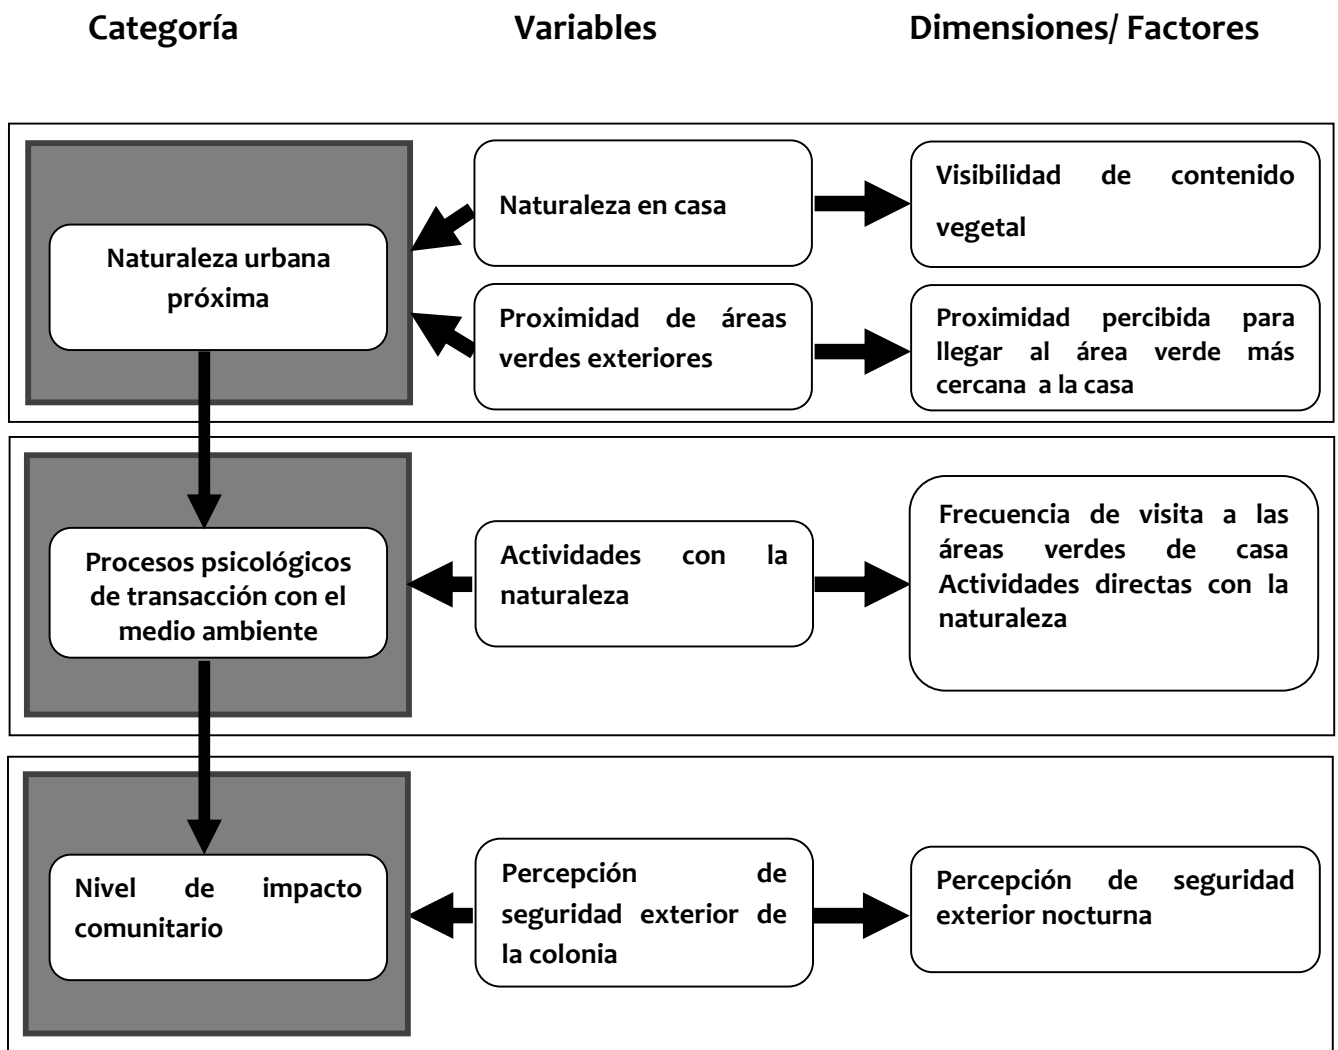 Categoría
Variables
Dimensiones/ Factores
Naturaleza urbana
próxima
Naturaleza en casa
Visibilidad de contenido
vegetal
Proximidad de áreas
verdes exteriores
Proximidad percibida para
llegar al área verde más
cercana a la casa
Procesos psicológicos
de transacción con el
medio ambiente
Actividades con la
naturaleza
Frecuencia de visita a las
áreas verdes de casa
Actividades directas con la
naturaleza
Nivel de impacto
comunitario
Percepción de
seguridad exterior de
la colonia
Percepción de seguridad
exterior nocturna